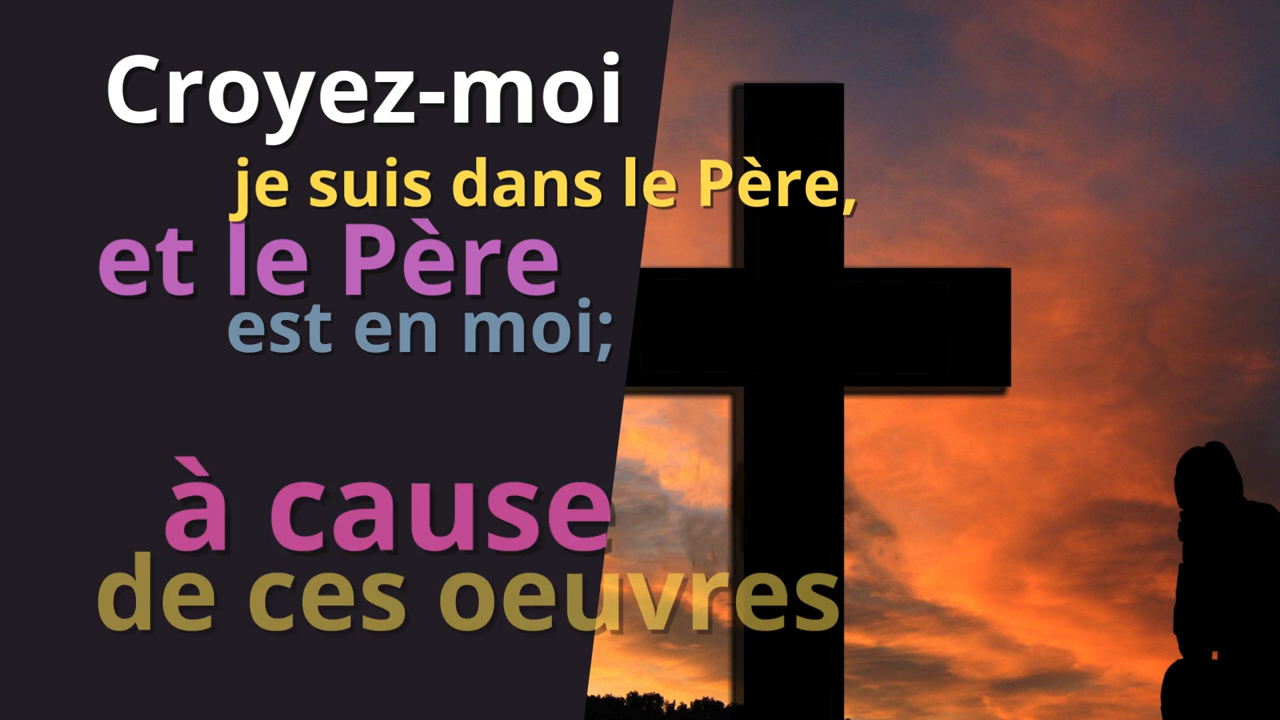 Croyez-moi
je suis dans le Père,
et le Père
est en moi;
à cause
de ces oeuvres